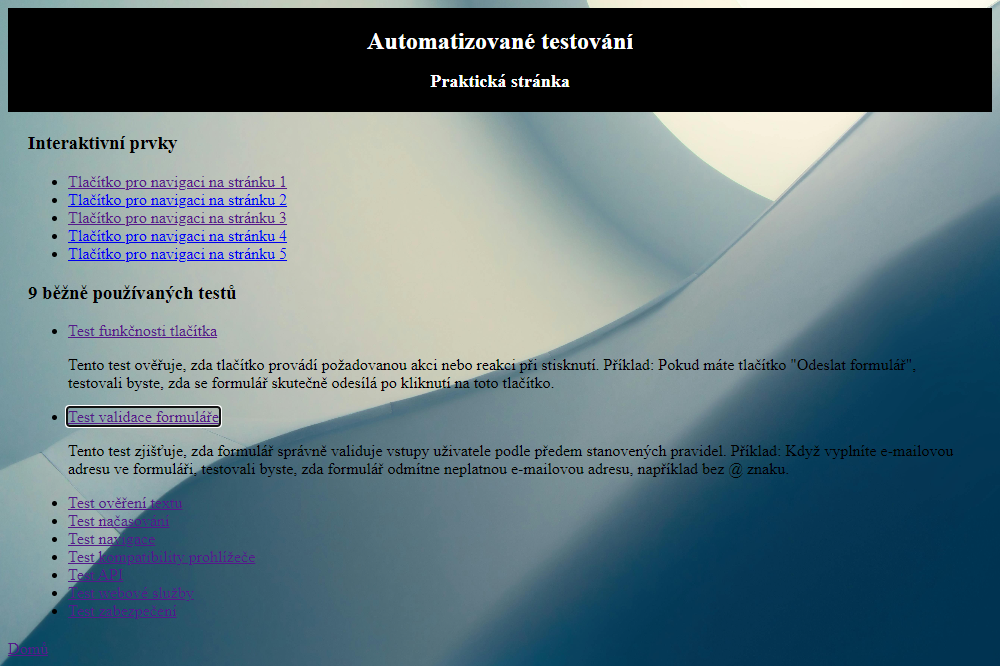 Automatizované testování
Praktická stránka
Interaktivní prvky
Tlačítko pro navigaci na stránku 1
Tlačítko pro navigaci na stránku 2
Tlačítko pro navigaci na stránku 3
Tlačítko pro navigaci na stránku 4
Tlačítko pro navigaci na stránku 5
9 běžně používaných testů
Test funkčnosti tlačítka
Tento test ověřuje, zda tlačítko provádí požadovanou akci nebo reakci při stisknutí. Příklad: Pokud máte tlačítko "Odeslat formulář",
testovali byste, zda se formulář skutečně odesílá po kliknutí na toto tlačítko.
Test validace formuláře
Tento test zjišťuje, zda formulář správně validuje vstupy uživatele podle předem stanovených pravidel. Příklad: Když vyplníte e-mailovou
adresu ve formuláři, testovali byste, zda formulář odmítne neplatnou e-mailovou adresu, například bez @ znaku.
Test ověření textu
Test načasování
Test navigace
Test kompatibility prohlížeče
Test API
Test webové služby
Test zabezpečení
Domů